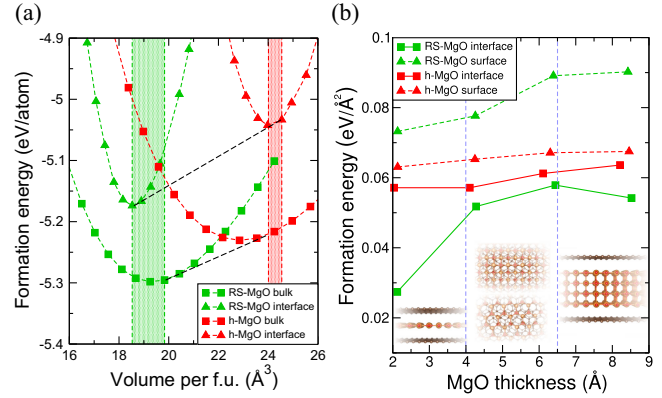 (a)
Formation energy (eV/atom)
-4.9
-5
-5.1
-5.2
-5.3
-5.4
16
18
20
22
24
26
Volume per f.u. (Å³)
RS-MgO bulk
RS-MgO interface
h-MgO bulk
h-MgO interface
(b)
Formation energy (eV/Å²)
0.1
0.08
0.06
0.04
0.02
2
3
4
5
6
7
8
9
MgO thickness (Å)
RS-MgO interface
RS-MgO surface
h-MgO interface
h-MgO surface